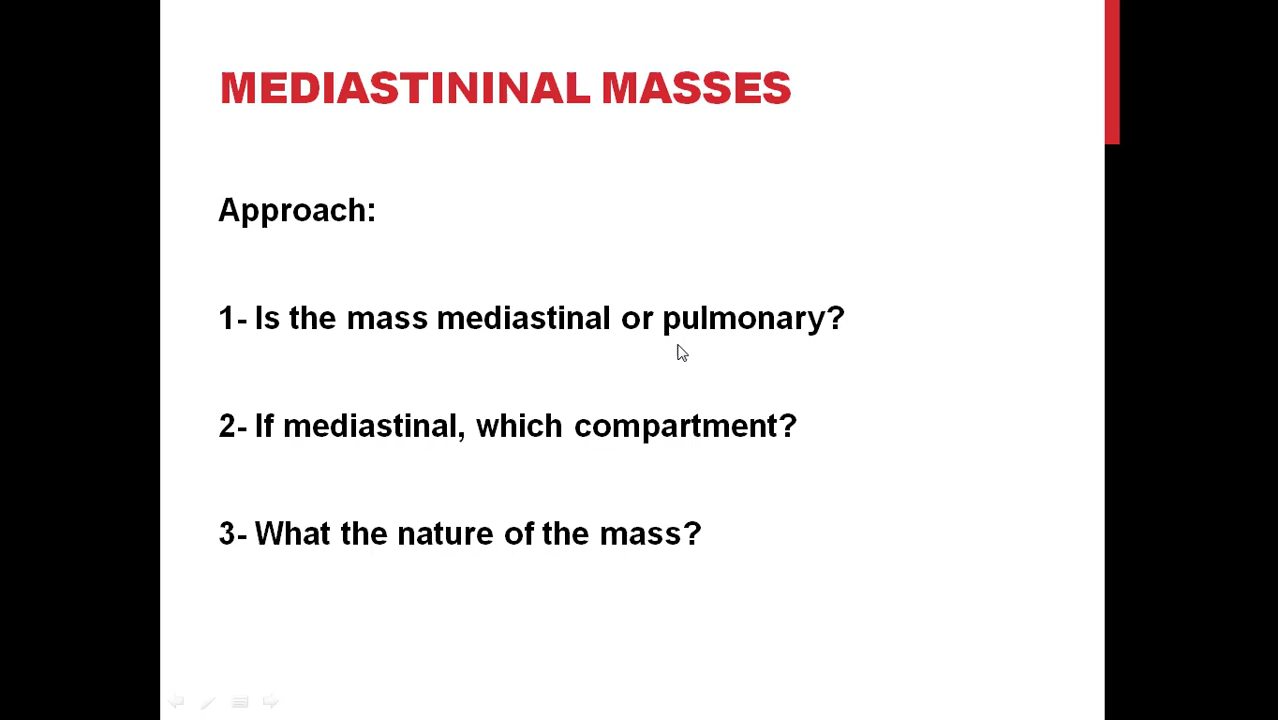 MEDIASTININAL MASSES
Approach:
1- Is the mass mediastinal or pulmonary?
2- If mediastinal, which compartment?
3- What the nature of the mass?